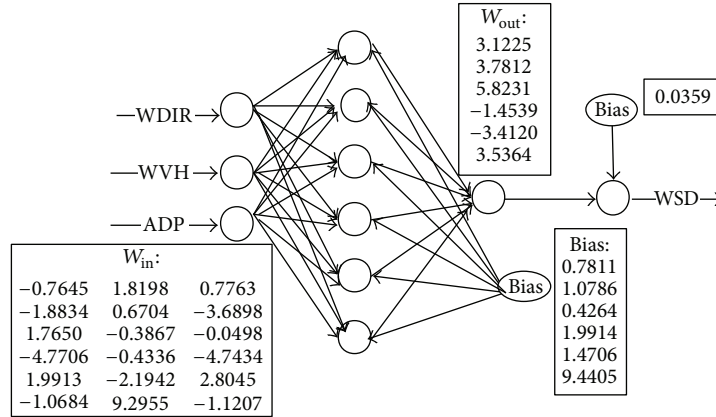 W_out:
3.1225
3.7812
5.8231
−1.4539
−3.4120
3.5364
Bias
0.0359
WDIR
WVH
ADP
WSD
W_in:
−0.7645 1.8198 0.7763
−1.8834 0.6704 −3.6898
1.7650 −0.3867 −0.0498
−4.7706 −0.4336 −4.7434
1.9913 −2.1942 2.8045
−1.0684 9.2955 −1.1207
Bias
Bias:
0.7811
1.0786
0.4264
1.9914
1.4706
9.4405